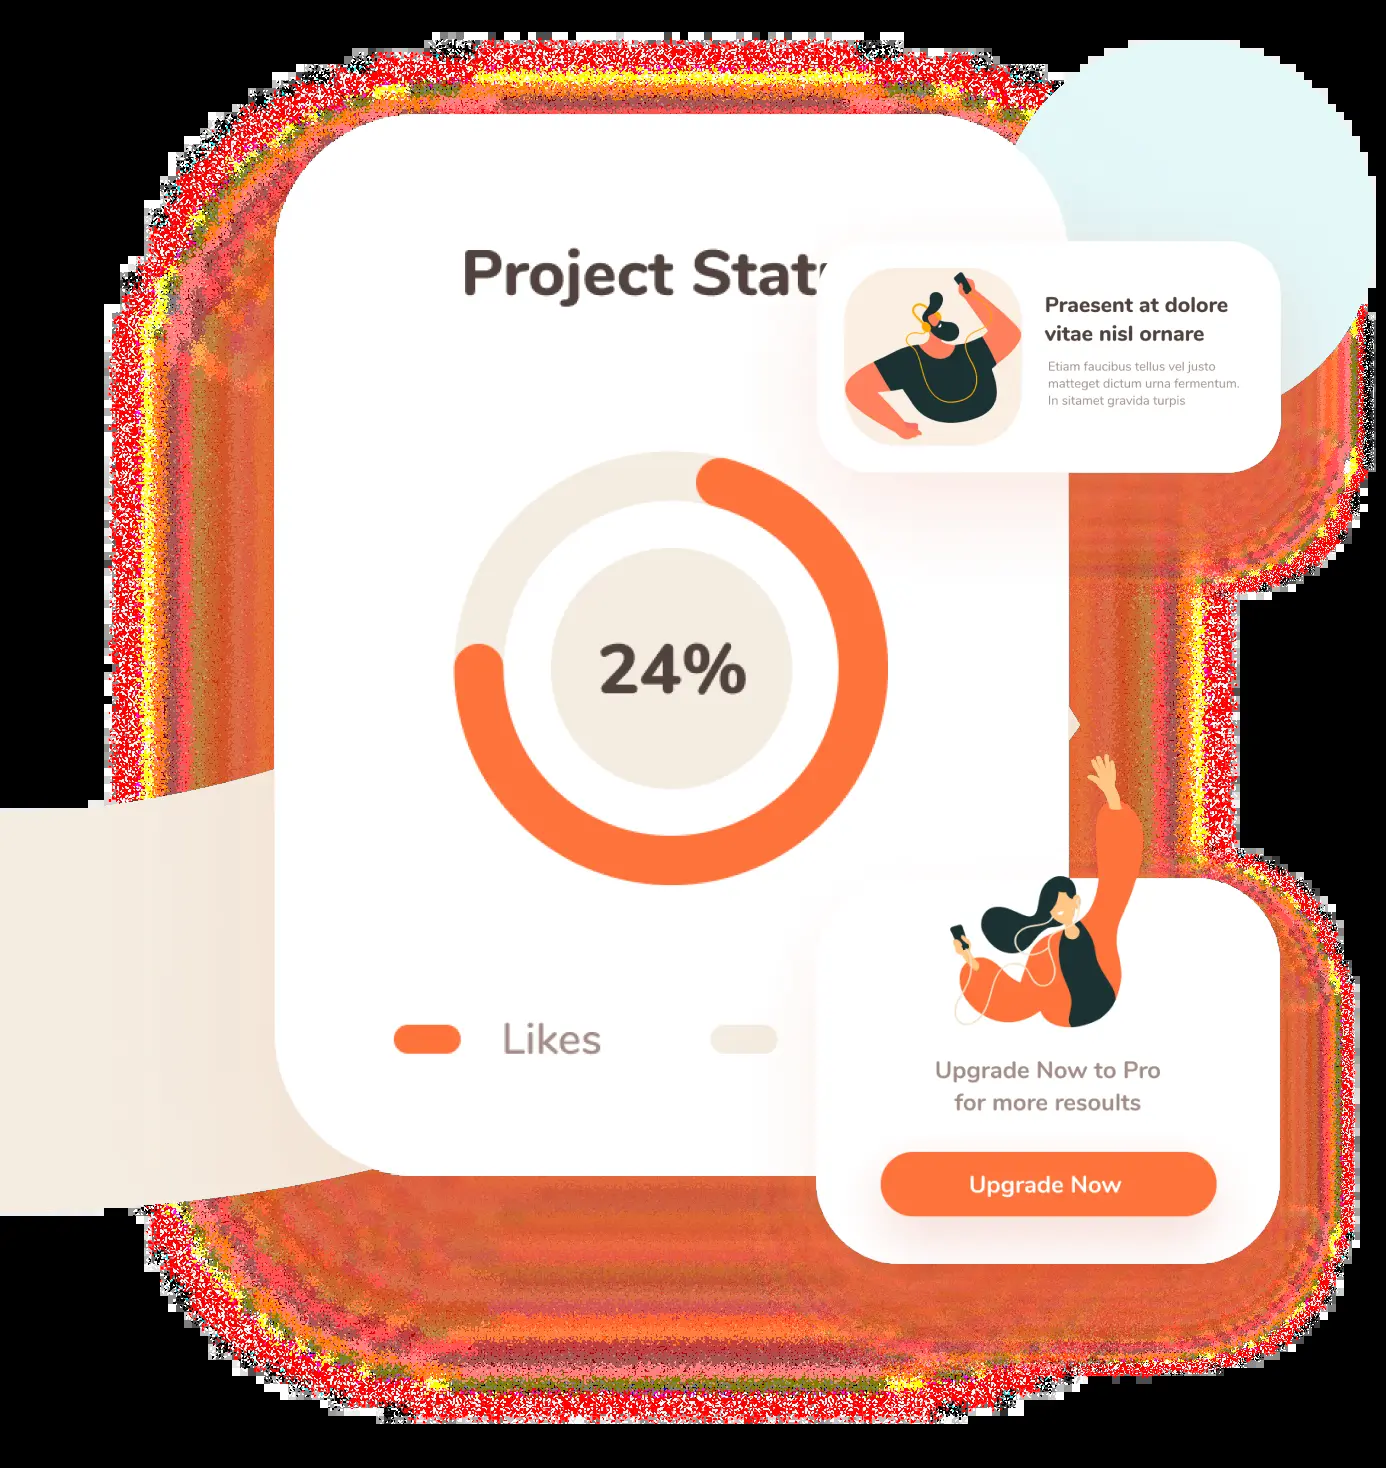 Project
Praesent at dolore
vitae nisl ornare
Etiam faucibus tellus vel justo
matteget dictum urna fermentum.
In sitamet gravida turpis
24%
Likes
Upgrade Now to Pro
for more resoults
Upgrade Now